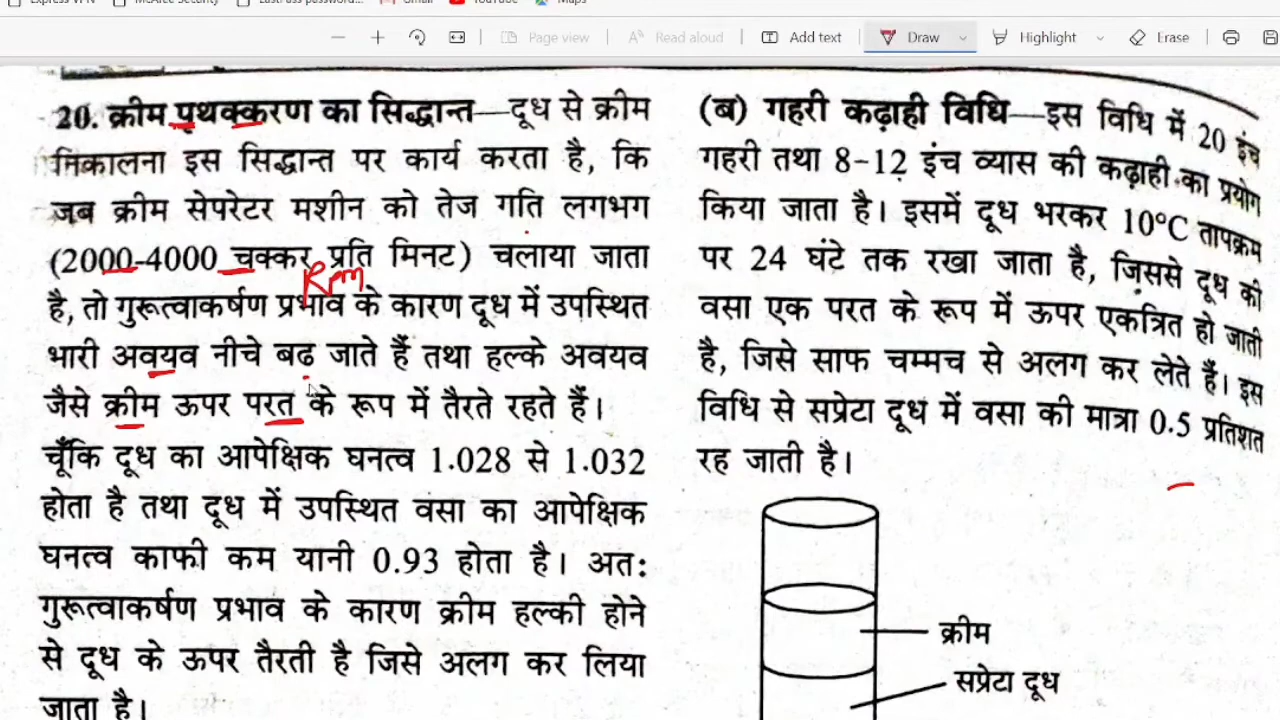 Express VPN McAfee Security LastPass password... Gmail YouTube Maps
Page view Read aloud Add text Draw Highlight Erase
20. क्रीम पृथक्करण का सिद्धान्त—दूध से क्रीम
निकालना इस सिद्धान्त पर कार्य करता है, कि
जब क्रीम सेपरेटर मशीन को तेज गति लगभग
(2000-4000 चक्कर प्रति मिनट) चलाया जाता
Rpm
है, तो गुरूत्वाकर्षण प्रभाव के कारण दूध में उपस्थित
भारी अवयव नीचे बढ़ जाते हैं तथा हल्के अवयव
जैसे क्रीम ऊपर परत के रूप में तैरते रहते हैं।
चूँकि दूध का आपेक्षिक घनत्व 1.028 से 1.032
होता है तथा दूध में उपस्थित वसा का आपेक्षिक
घनत्व काफी कम यानी 0.93 होता है। अत:
गुरूत्वाकर्षण प्रभाव के कारण क्रीम हल्की होने
से दूध के ऊपर तैरती है जिसे अलग कर लिया
जाता है।
(ब) गहरी कढ़ाही विधि—इस विधि में 20 इंच
गहरी तथा 8-12 इंच व्यास की कढ़ाही का प्रयोग
किया जाता है। इसमें दूध भरकर 10°C तापक्रम
पर 24 घंटे तक रखा जाता है, जिससे दूध की
वसा एक परत के रूप में ऊपर एकत्रित हो जाती
है, जिसे साफ चम्मच से अलग कर लेते हैं। इस
विधि से सप्रेटा दूध में वसा की मात्रा 0.5 प्रतिशत
रह जाती है।
क्रीम
सप्रेटा दूध